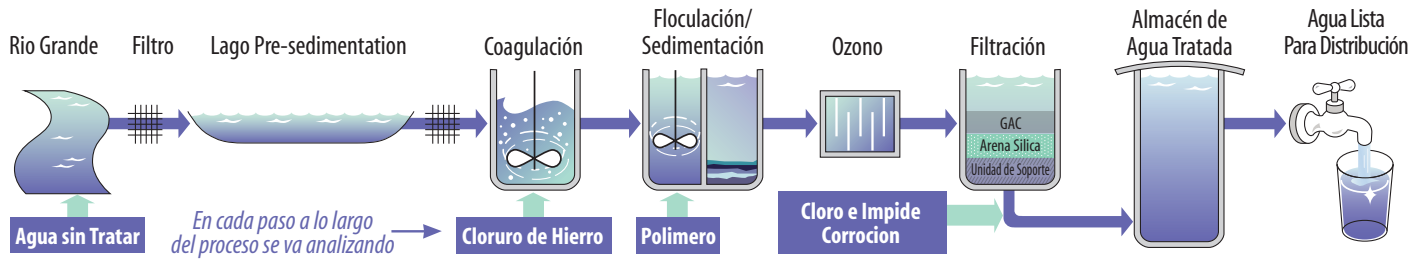 Rio Grande
Filtro
Lago Pre-sedimentation
Coagulación
Floculación/
Sedimentación
Ozono
Filtración
Almacén de
Agua Tratada
Agua Lista
Para Distribución
GAC
Arena Silica
Unidad de Soporte
Agua sin Tratar
En cada paso a lo largo
del proceso se va analizando
Cloruro de Hierro
Polimero
Cloro e Impide
Corrocion